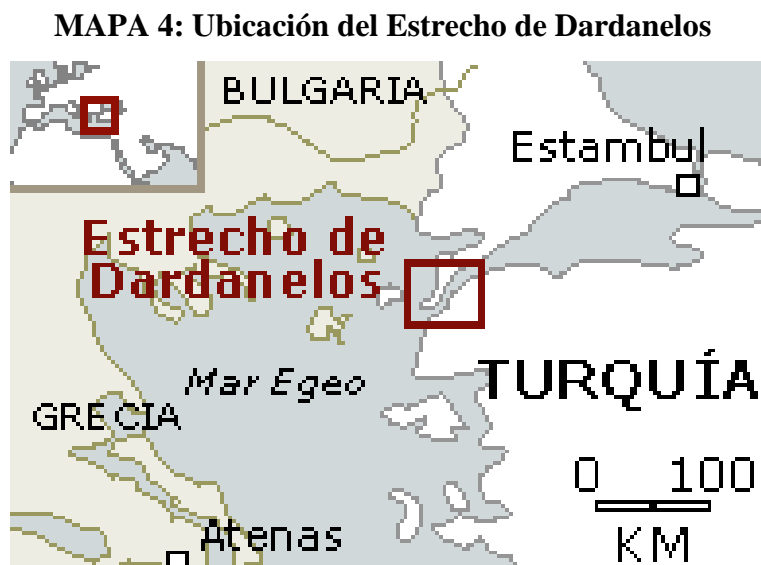 MAPA 4: Ubicación del Estrecho de Dardanelos
BULGARIA
Estambul
Estrecho de
Dardanelos
Mar Egeo
TURQUÍA
GRECIA
0 100
KM
Atenas